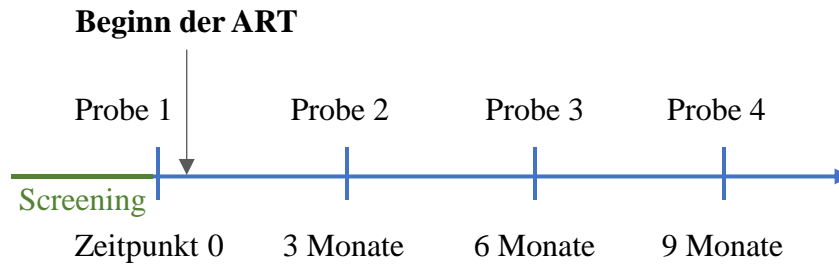 Beginn der ART
Probe 1 Probe 2 Probe 3 Probe 4
Screening
Zeitpunkt 0 3 Monate 6 Monate 9 Monate